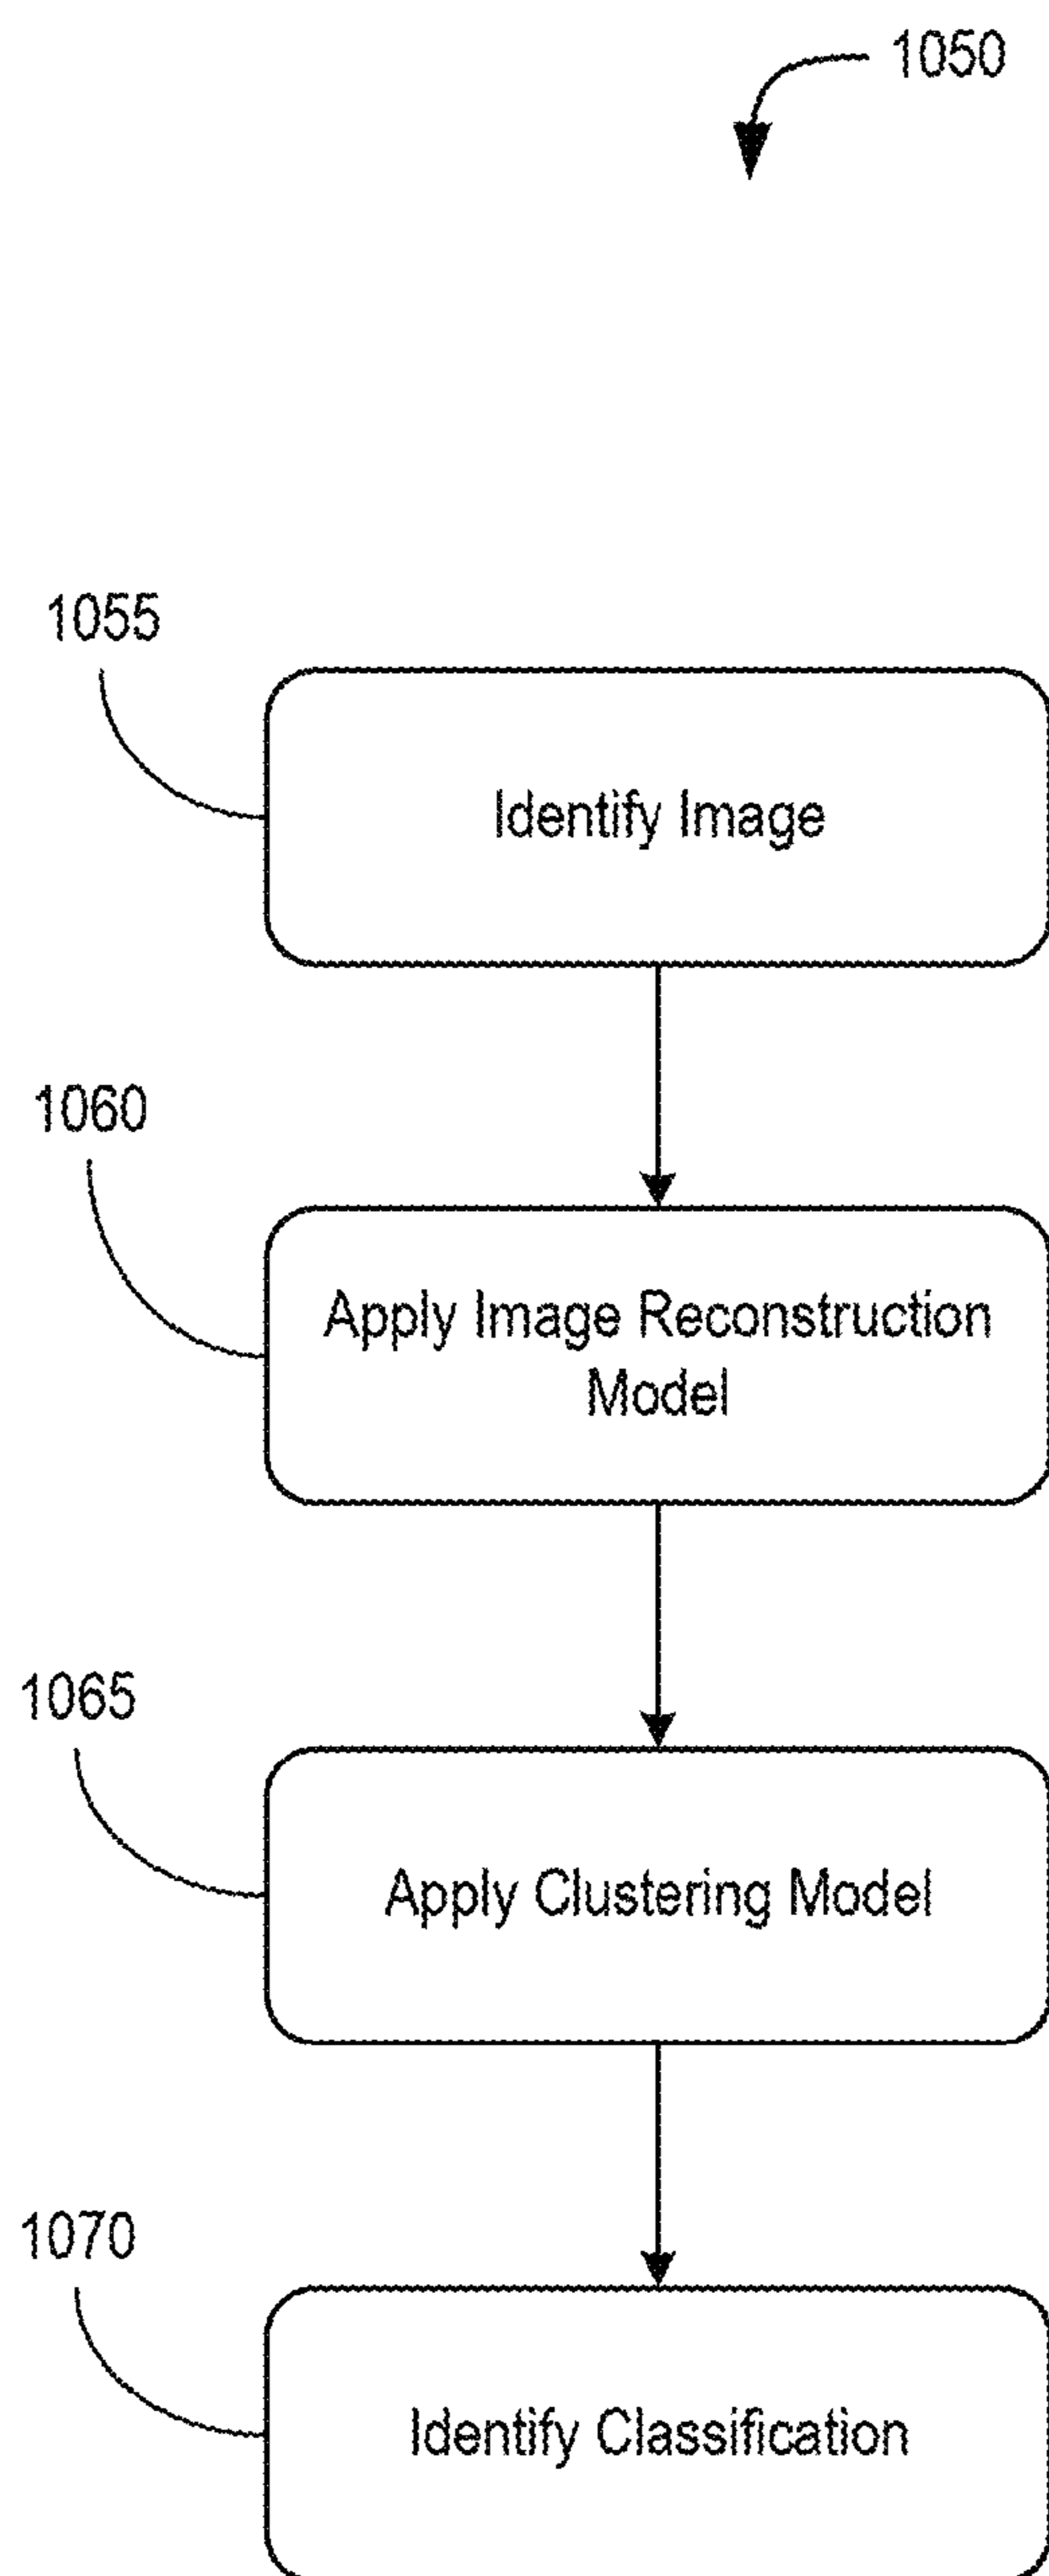 1050
1055
Identify Image
1060
Apply Image Reconstruction
Model
1065
Apply Clustering Model
1070
Identify Classification